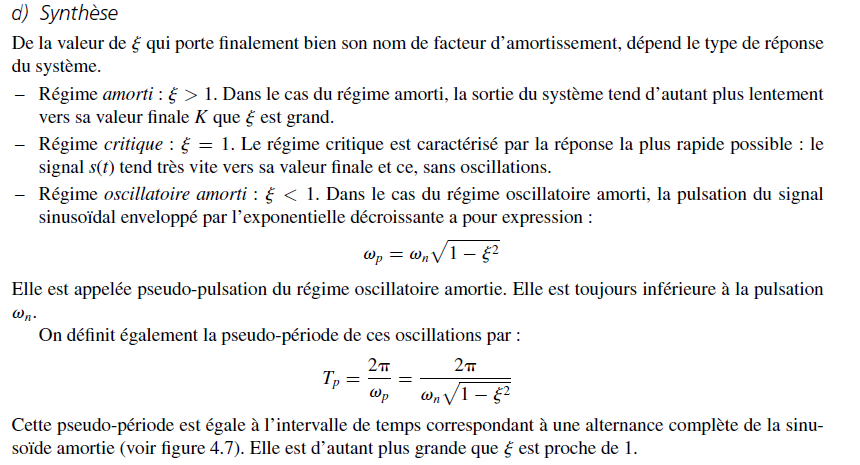 d) Synthèse
De la valeur de ξ qui porte finalement bien son nom de facteur d'amortissement, dépend le type de réponse
du système.
– Régime amorti : ξ > 1. Dans le cas du régime amorti, la sortie du système tend d'autant plus lentement
vers sa valeur finale K que ξ est grand.
– Régime critique : ξ = 1. Le régime critique est caractérisé par la réponse la plus rapide possible : le
signal s(t) tend très vite vers sa valeur finale et ce, sans oscillations.
– Régime oscillatoire amorti : ξ < 1. Dans le cas du régime oscillatoire amorti, la pulsation du signal
sinusoïdal enveloppé par l'exponentielle décroissante a pour expression :
ω_p = ω_n√(1 − ξ²)
Elle est appelée pseudo-pulsation du régime oscillatoire amortie. Elle est toujours inférieure à la pulsation
ω_n.
On définit également la pseudo-période de ces oscillations par :
T_p = 2π/ω_p = 2π/(ω_n√(1 − ξ²))
Cette pseudo-période est égale à l'intervalle de temps correspondant à une alternance complète de la sinu-
soïde amortie (voir figure 4.7). Elle est d'autant plus grande que ξ est proche de 1.